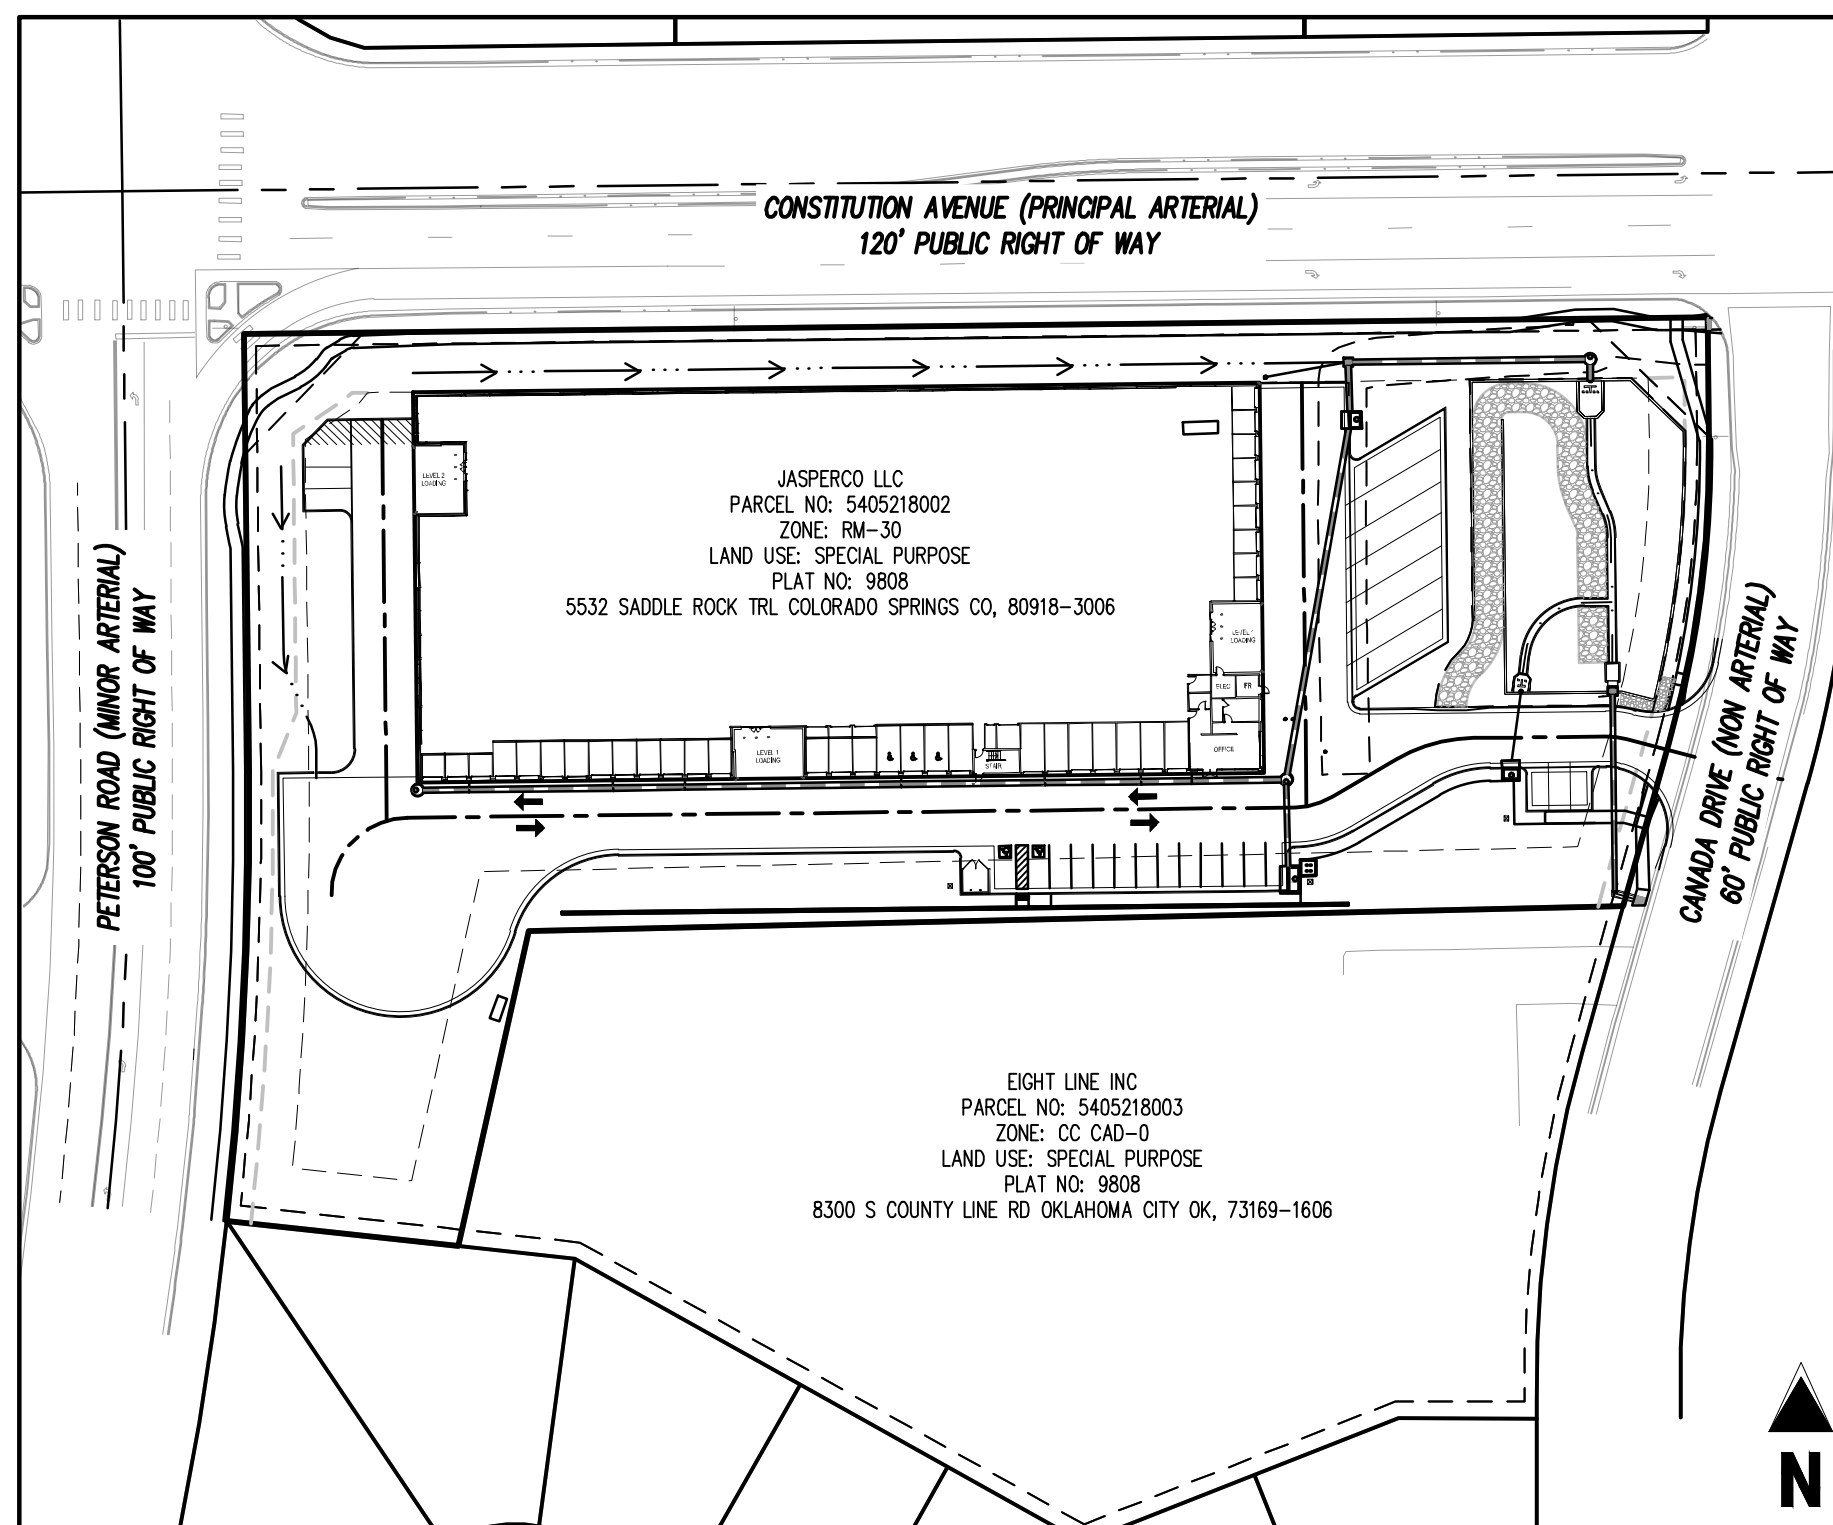 CONSTITUTION AVENUE (PRINCIPAL ARTERIAL)
120' PUBLIC RIGHT OF WAY
LEVEL 2
LOADING
JASPERCO LLC
PARCEL NO: 5405218002
ZONE: RM-30
LAND USE: SPECIAL PURPOSE
PLAT NO: 9808
5532 SADDLE ROCK TRL COLORADO SPRINGS CO, 80918-3006
LEVEL 1
LOADING
ELEC
FR
OFFICE
LEVEL 1
LOADING
STAIR
PETERSON ROAD (MINOR ARTERIAL)
100' PUBLIC RIGHT OF WAY
CANADA DRIVE (NON ARTERIAL)
60' PUBLIC RIGHT OF WAY
EIGHT LINE INC
PARCEL NO: 5405218003
ZONE: CC CAD-0
LAND USE: SPECIAL PURPOSE
PLAT NO: 9808
8300 S COUNTY LINE RD OKLAHOMA CITY OK, 73169-1606
N